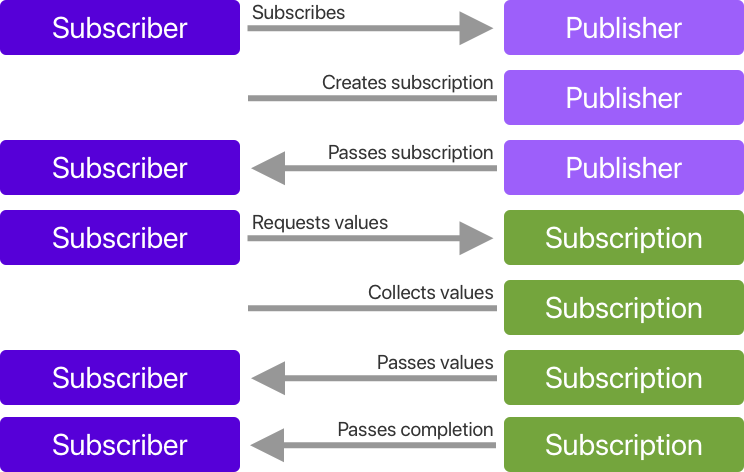 Subscriber
Subscribes
Publisher
Creates subscription
Publisher
Subscriber
Passes subscription
Publisher
Subscriber
Requests values
Subscription
Collects values
Subscription
Subscriber
Passes values
Subscription
Subscriber
Passes completion
Subscription